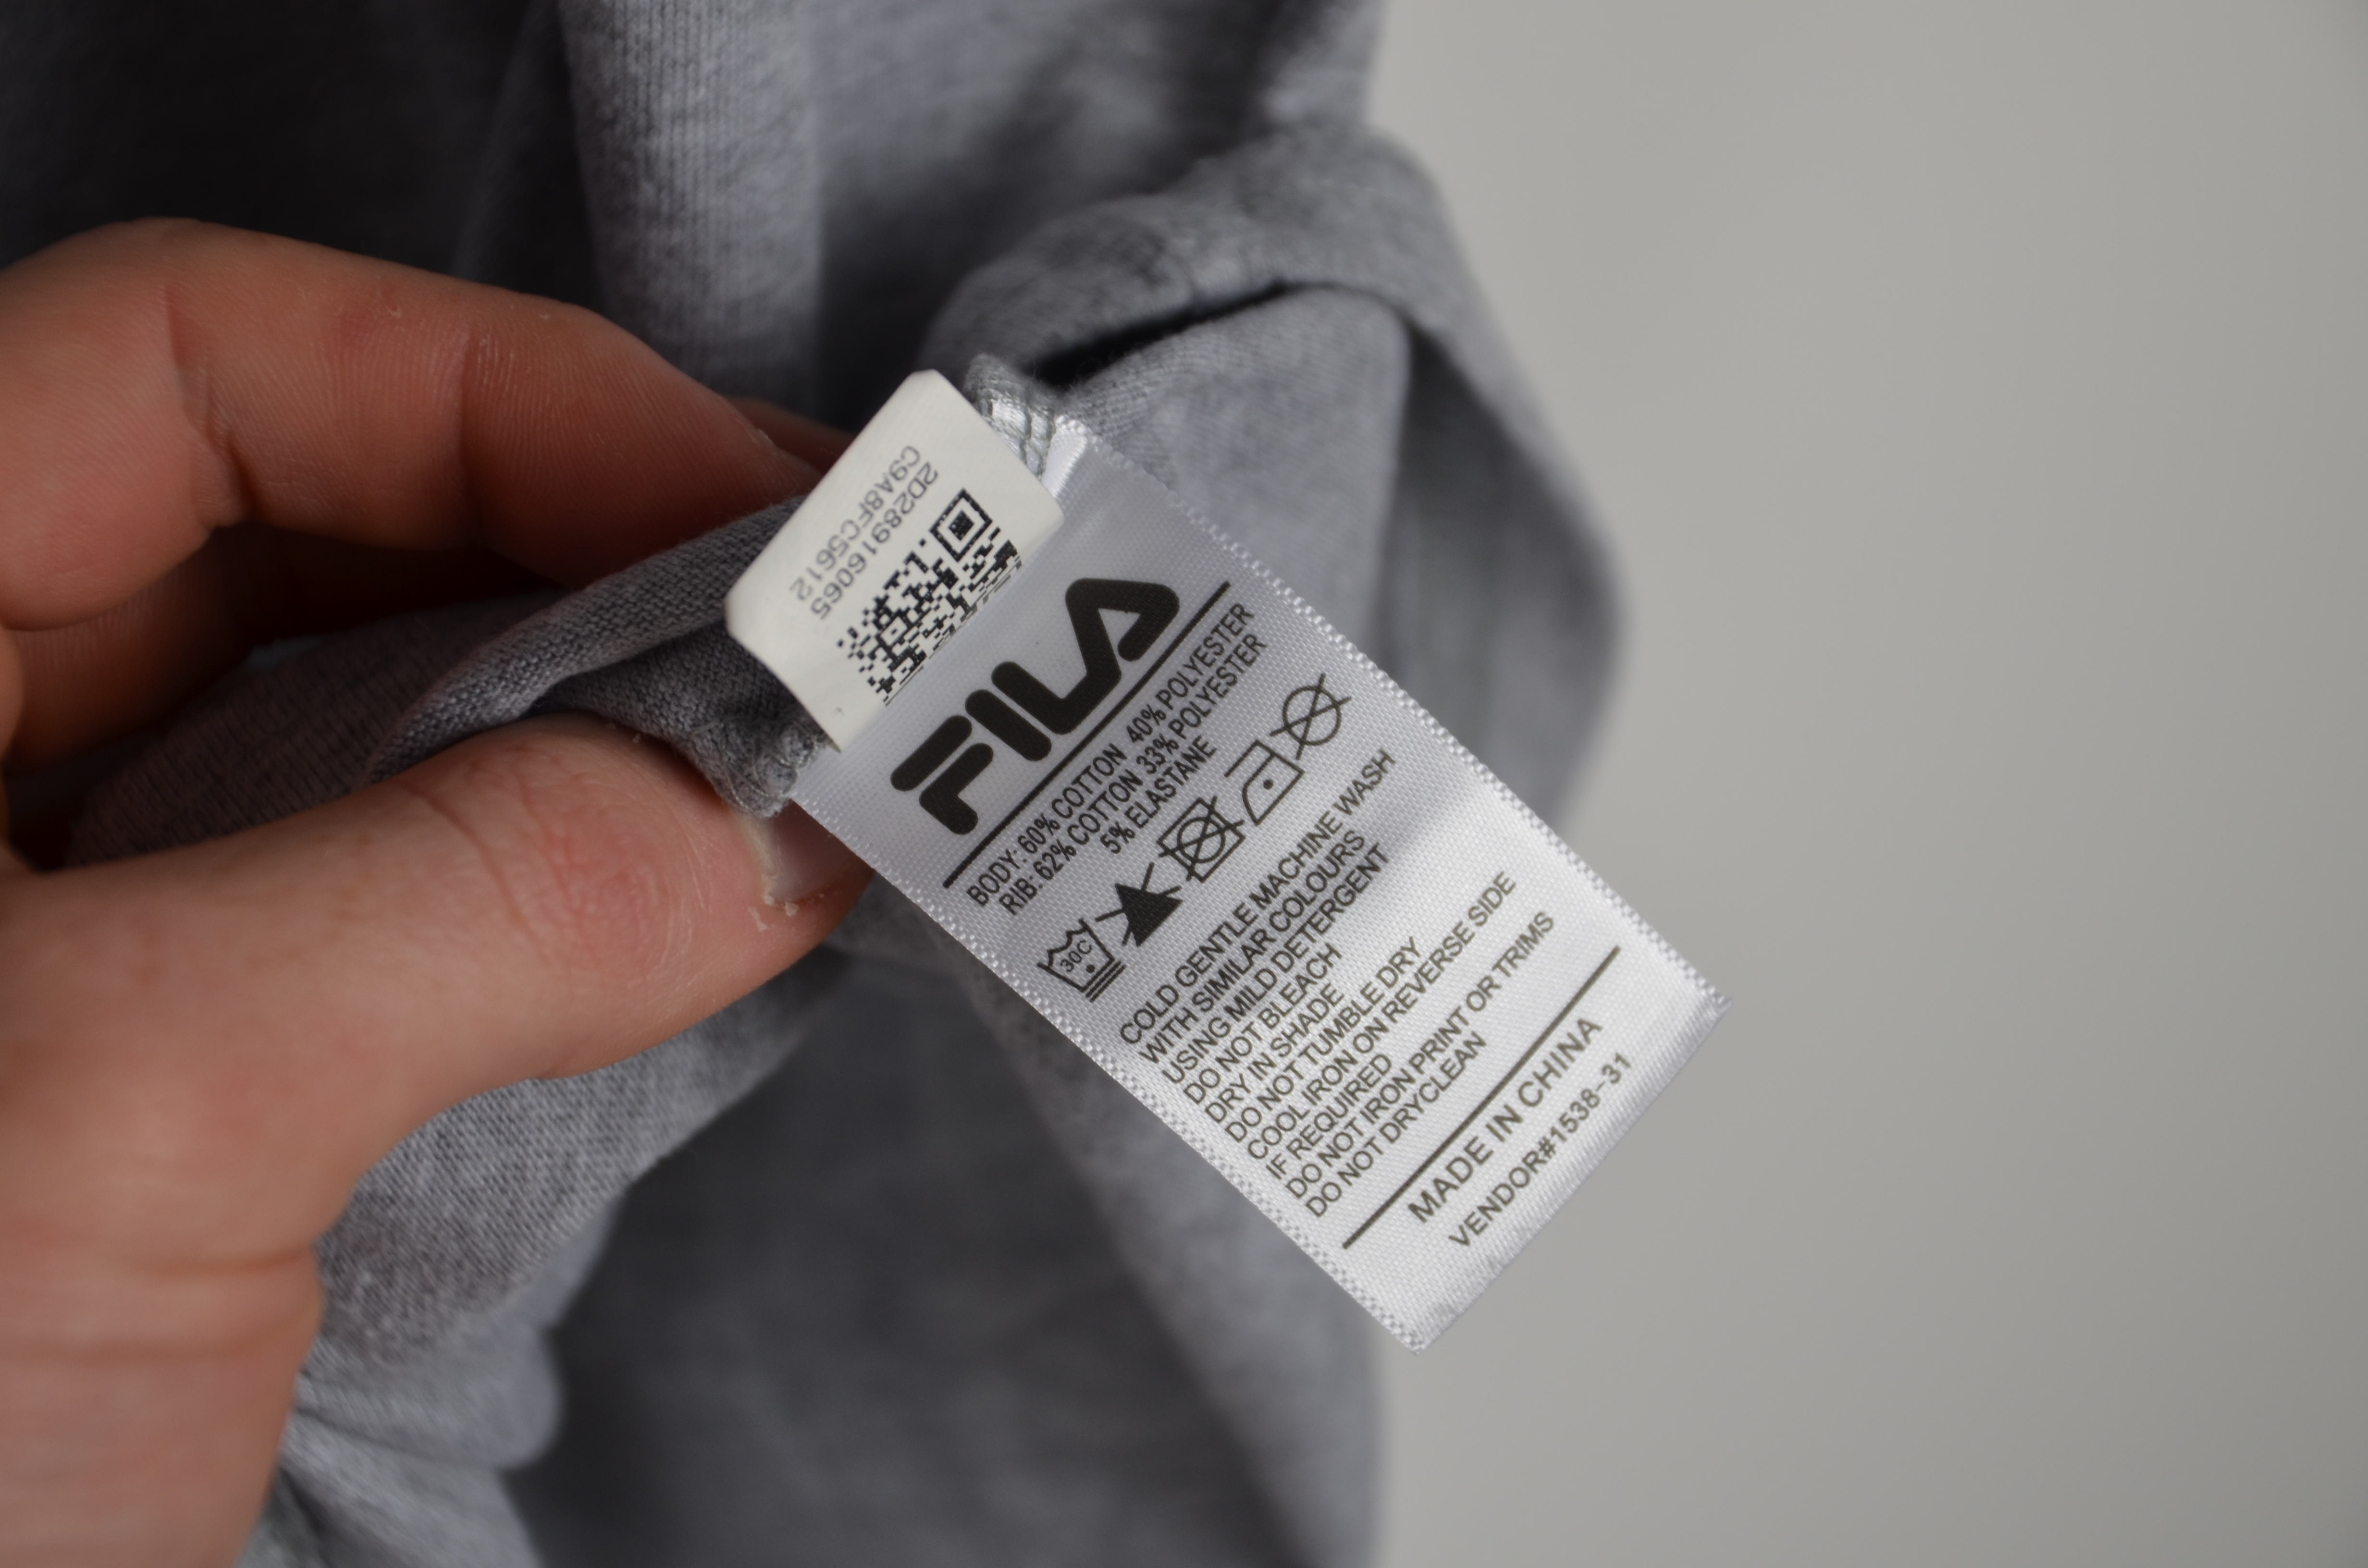 2D28916065
C9A8FC5612
FILA
BODY: 60% COTTON 40% POLYESTER
RIB: 62% COTTON 33% POLYESTER
5% ELASTANE
30C
COLD GENTLE MACHINE WASH
WITH SIMILAR COLOURS
USING MILD DETERGENT
DO NOT BLEACH
DRY IN SHADE
DO NOT TUMBLE DRY
COOL IRON ON REVERSE SIDE
IF REQUIRED
DO NOT IRON PRINT OR TRIMS
DO NOT DRYCLEAN
MADE IN CHINA
VENDOR#1538-31